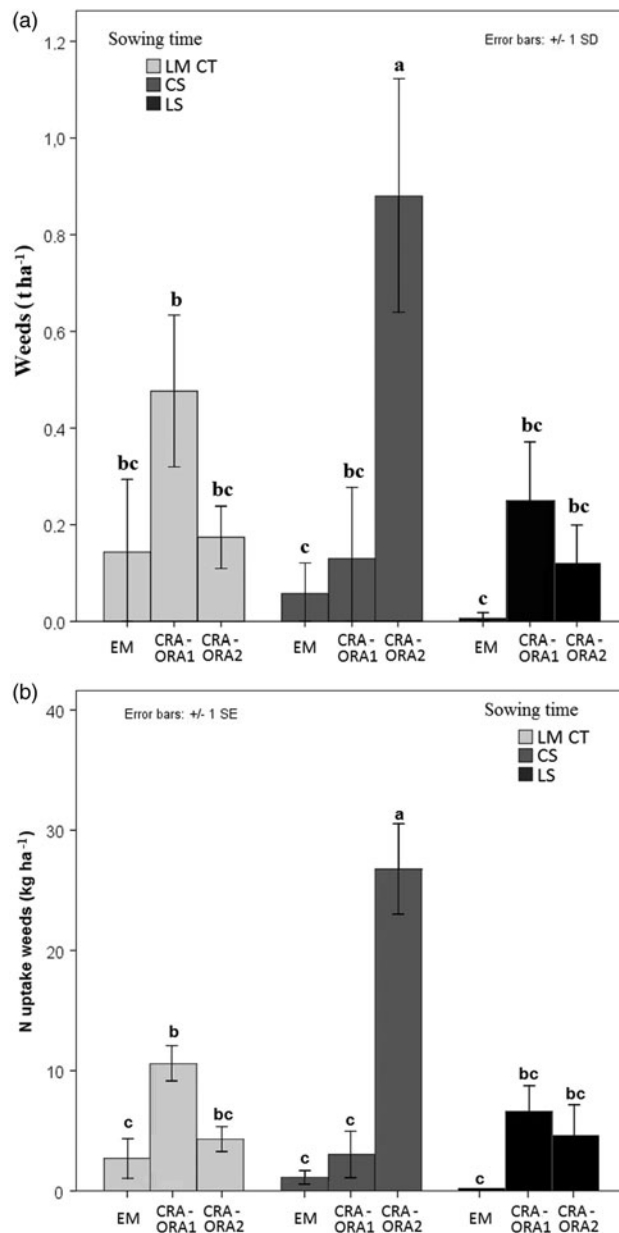 (a)
1.2
Sowing time
Error bars: +/- 1 SD
LM CT
CS
LS
a
1,0
0.8
Weeds (t ha⁻¹)
0.6
b
0.4
bc
bc
bc
bc
bc
0.2
c
c
0.0
EM
CRA-
ORA1
CRA-
ORA2
EM
CRA-
ORA1
CRA-
ORA2
EM
CRA-
ORA1
CRA-
ORA2
(b)
40
Error bars: +/- 1 SE
Sowing time
LM CT
CS
LS
a
30
N uptake weeds (kg ha⁻¹)
20
b
10
c
bc
c
c
bc
bc
c
0
EM
CRA-
ORA1
CRA-
ORA2
EM
CRA-
ORA1
CRA-
ORA2
EM
CRA-
ORA1
CRA-
ORA2